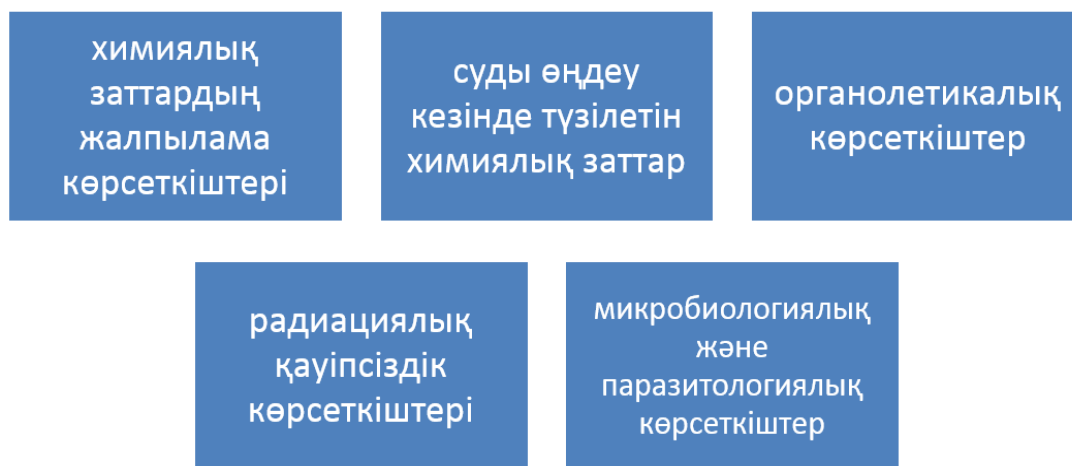 химиялық
заттардың
жалпылама
көрсеткіштері
суды өңдеу
кезінде түзілетін
химиялық заттар
органолетикалық
көрсеткіштер
радиациялық
қауіпсіздік
көрсеткіштері
микробиологиялық
және
паразитологиялық
көрсеткіштер